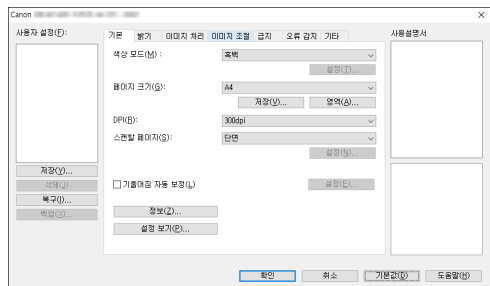 Canon
사용자 설정(F):
기본 밝기 이미지 처리 이미지 조절 급지 오류 감지 기타
사용설명서
색상 모드(M) : 흑백
설정(T)...
페이지 크기(G): A4
저장(V)... 영역(A)...
DPI(R): 300dpi
스캔할 페이지(S): 단면
설정(N)...
저장(Y)...
삭제(J)
복구(I)...
백업(X)...
기울어짐 자동 보정(L) 설정(E)...
정보(Z)...
설정 보기(P)...
확인 취소 기본값(D) 도움말(H)